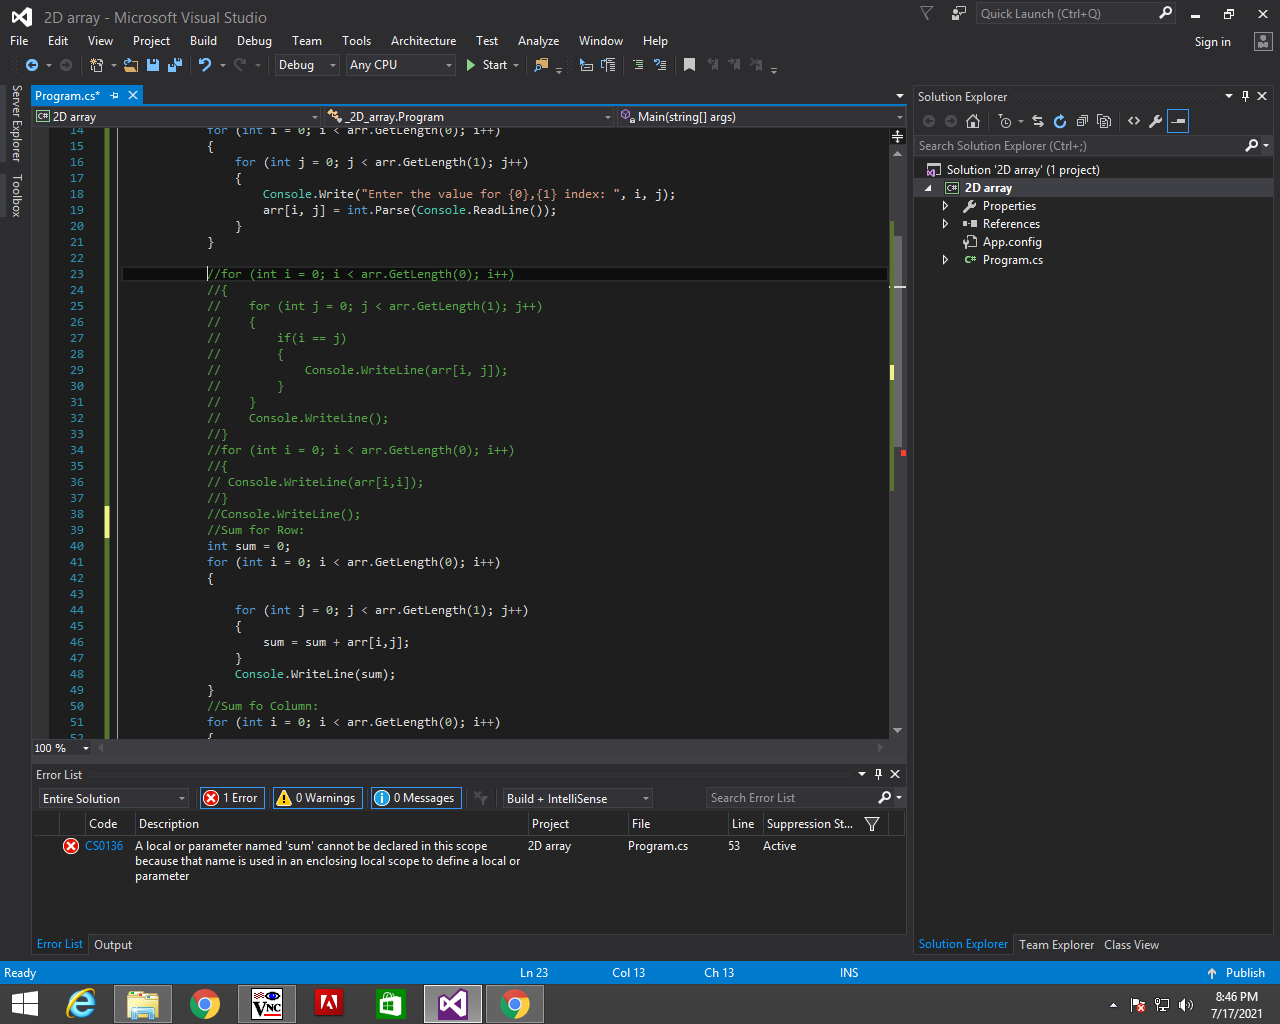 2D array - Microsoft Visual Studio
Quick Launch (Ctrl+Q)
File Edit View Project Build Debug Team Tools Architecture Test Analyze Window Help
Sign in
Debug Any CPU Start
Server Explorer
Toolbox
Program.cs*
2D array _2D_array.Program Main(string[] args)
14 for (int i = 0; i < arr.GetLength(0); i++)
15 {
16 for (int j = 0; j < arr.GetLength(1); j++)
17 {
18 Console.Write("Enter the value for {0},{1} index: ", i, j);
19 arr[i, j] = int.Parse(Console.ReadLine());
20 }
21 }
22
23 //for (int i = 0; i < arr.GetLength(0); i++)
24 //{
25 // for (int j = 0; j < arr.GetLength(1); j++)
26 // {
27 // if(i == j)
28 // {
29 // Console.WriteLine(arr[i, j]);
30 // }
31 // }
32 // Console.WriteLine();
33 //}
34 //for (int i = 0; i < arr.GetLength(0); i++)
35 //{
36 // Console.WriteLine(arr[i,i]);
37 //}
38 //Console.WriteLine();
39 //Sum for Row:
40 int sum = 0;
41 for (int i = 0; i < arr.GetLength(0); i++)
42 {
43
44 for (int j = 0; j < arr.GetLength(1); j++)
45 {
46 sum = sum + arr[i,j];
47 }
48 Console.WriteLine(sum);
49 }
50 //Sum fo Column:
51 for (int i = 0; i < arr.GetLength(0); i++)
52 {
100 %
Error List
Entire Solution 1 Error 0 Warnings 0 Messages Build + IntelliSense Search Error List
Code Description Project File Line Suppression St...
CS0136 A local or parameter named 'sum' cannot be declared in this scope 2D array Program.cs 53 Active
because that name is used in an enclosing local scope to define a local or
parameter
Error List Output
Solution Explorer
Search Solution Explorer (Ctrl+;)
Solution '2D array' (1 project)
C# 2D array
Properties
References
App.config
C# Program.cs
Solution Explorer Team Explorer Class View
Ready Ln 23 Col 13 Ch 13 INS Publish
VNC
8:46 PM
7/17/2021